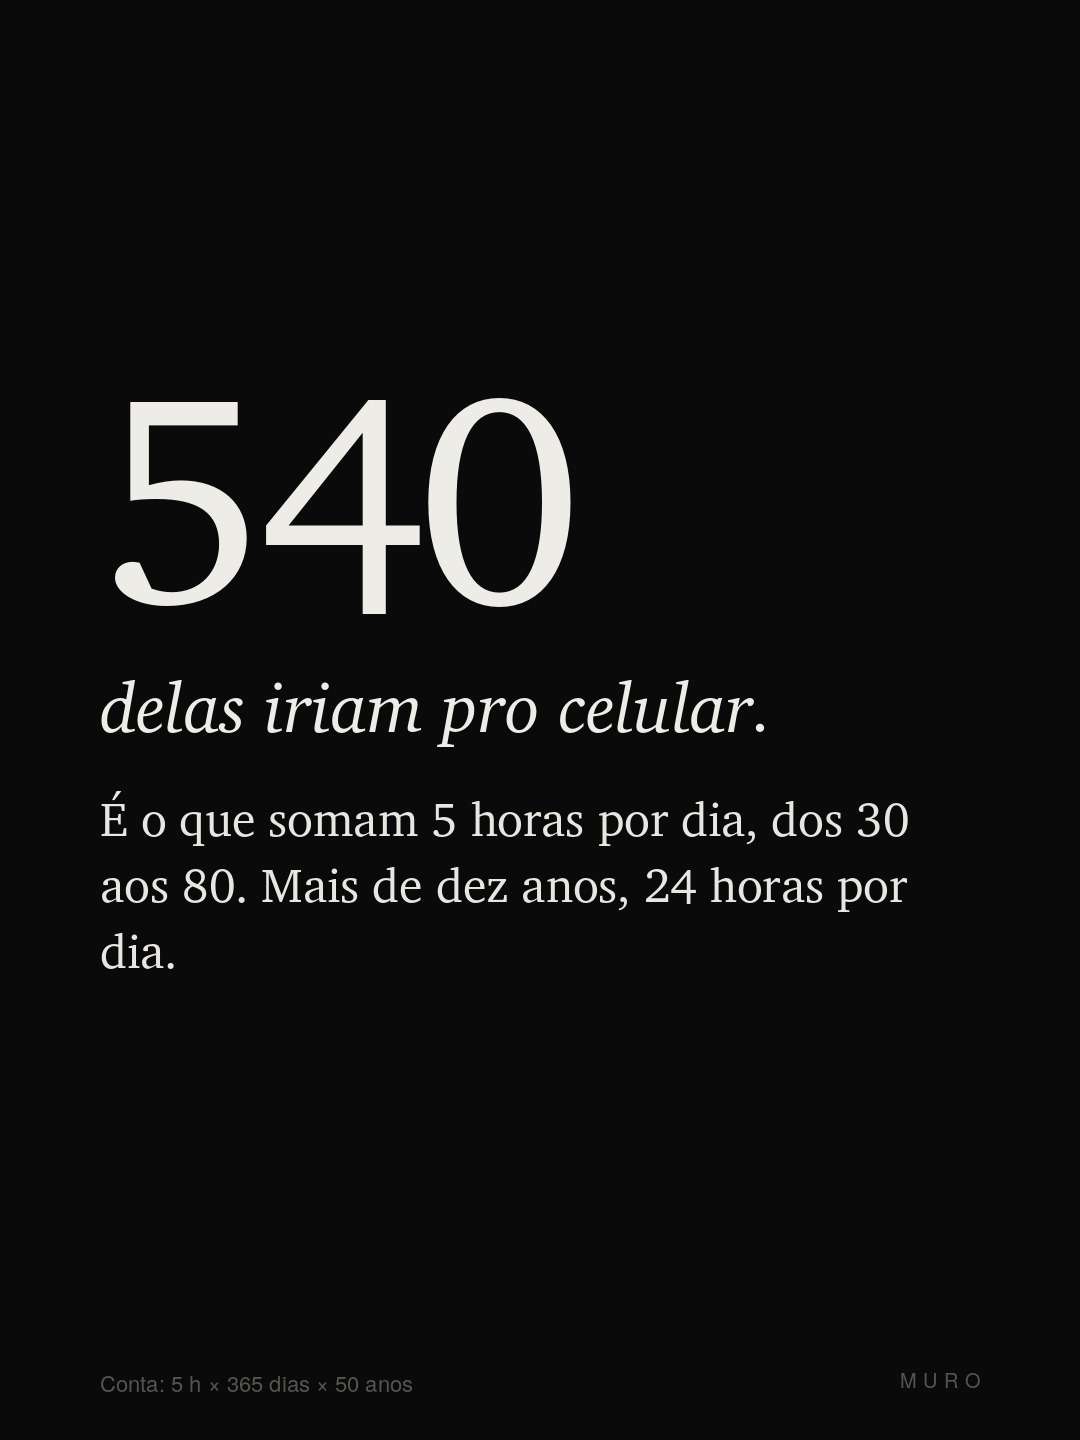 540
delas iriam pro celular.
É o que somam 5 horas por dia, dos 30
aos 80. Mais de dez anos, 24 horas por
dia.
Conta: 5 h × 365 dias × 50 anos
MURO